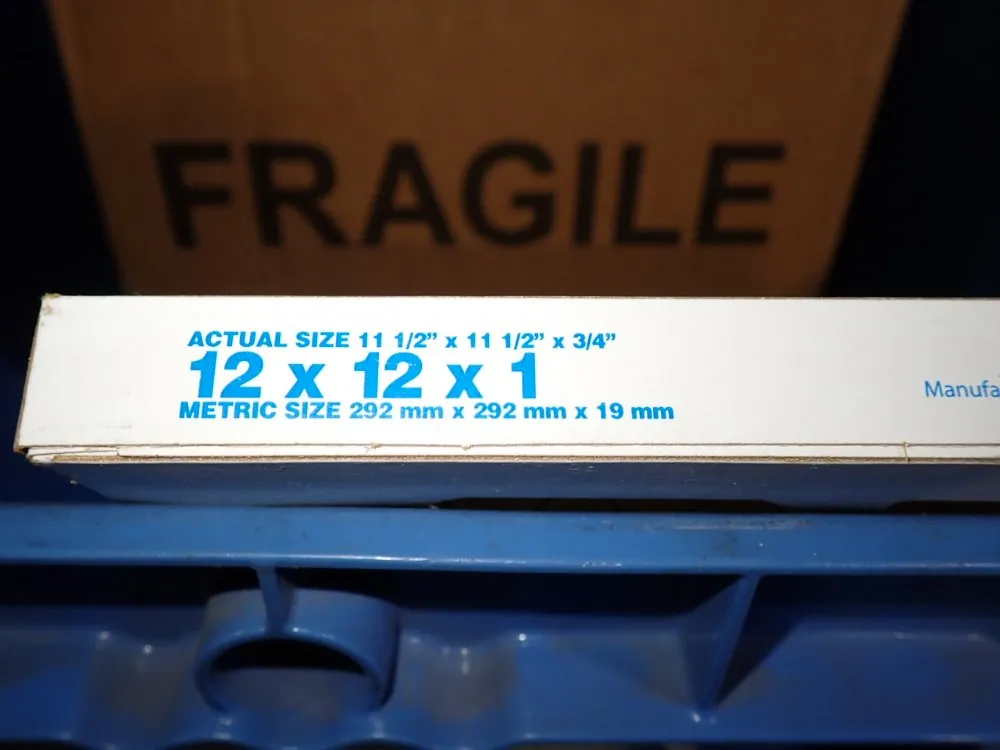 FRAGILE
ACTUAL SIZE 11 1/2” x 11 1/2” x 3/4”
12 x 12 x 1
METRIC SIZE 292 mm x 292 mm x 19 mm
Manufa